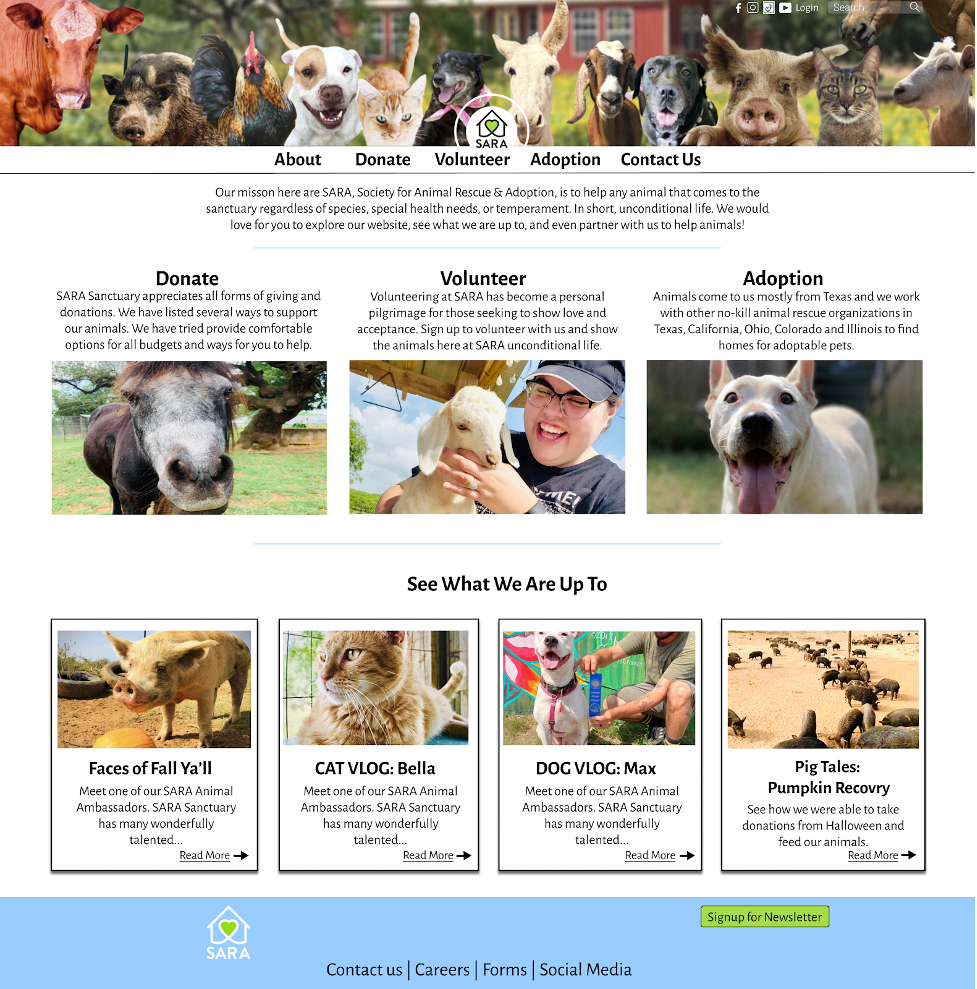 Login
Search
SARA
About Donate Volunteer Adoption Contact Us
Our misson here are SARA, Society for Animal Rescue & Adoption, is to help any animal that comes to the
sanctuary regardless of species, special health needs, or temperament. In short, unconditional life. We would
love for you to explore our website, see what we are up to, and even partner with us to help animals!
Donate
SARA Sanctuary appreciates all forms of giving and
donations. We have listed several ways to support
our animals. We have tried provide comfortable
options for all budgets and ways for you to help.
Volunteer
Volunteering at SARA has become a personal
pilgrimage for those seeking to show love and
acceptance. Sign up to volunteer with us and show
the animals here at SARA unconditional life.
Adoption
Animals come to us mostly from Texas and we work
with other no-kill animal rescue organizations in
Texas, California, Ohio, Colorado and Illinois to find
homes for adoptable pets.
See What We Are Up To
Faces of Fall Ya'll
Meet one of our SARA Animal
Ambassadors. SARA Sanctuary
has many wonderfully
talented...
Read More
CAT VLOG: Bella
Meet one of our SARA Animal
Ambassadors. SARA Sanctuary
has many wonderfully
talented...
Read More
DOG VLOG: Max
Meet one of our SARA Animal
Ambassadors. SARA Sanctuary
has many wonderfully
talented...
Read More
Pig Tales:
Pumpkin Recovry
See how we were able to take
donations from Halloween and
feed our animals.
Read More
SARA
Signup for Newsletter
Contact us | Careers | Forms | Social Media